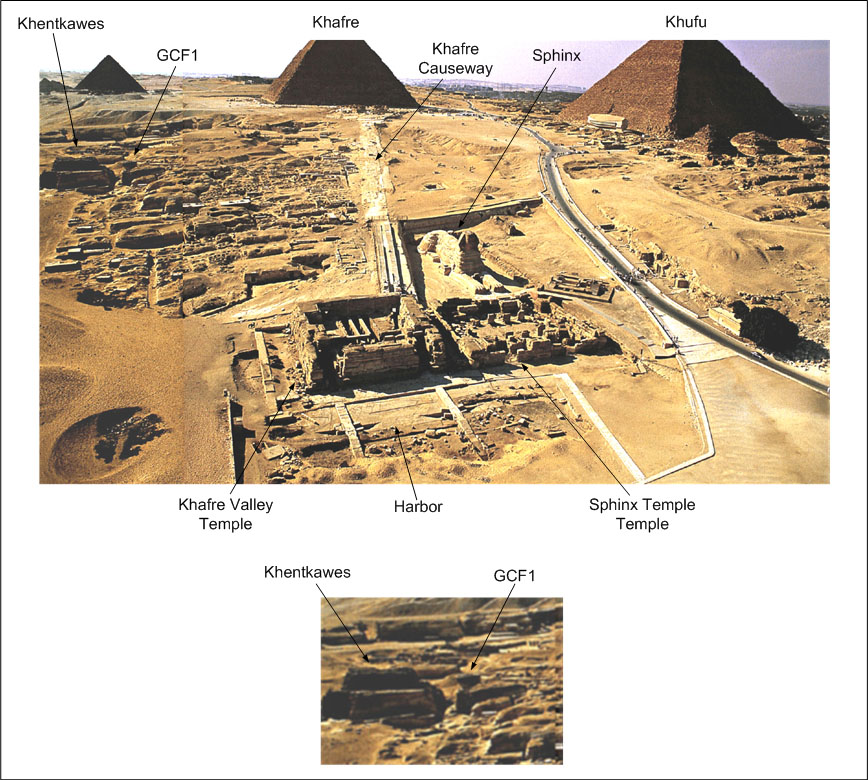 Khentkawes
GCF1
Khafre
Khafre
Causeway
Sphinx
Khufu
Khafre Valley
Temple
Harbor
Sphinx Temple
Temple
Khentkawes
GCF1